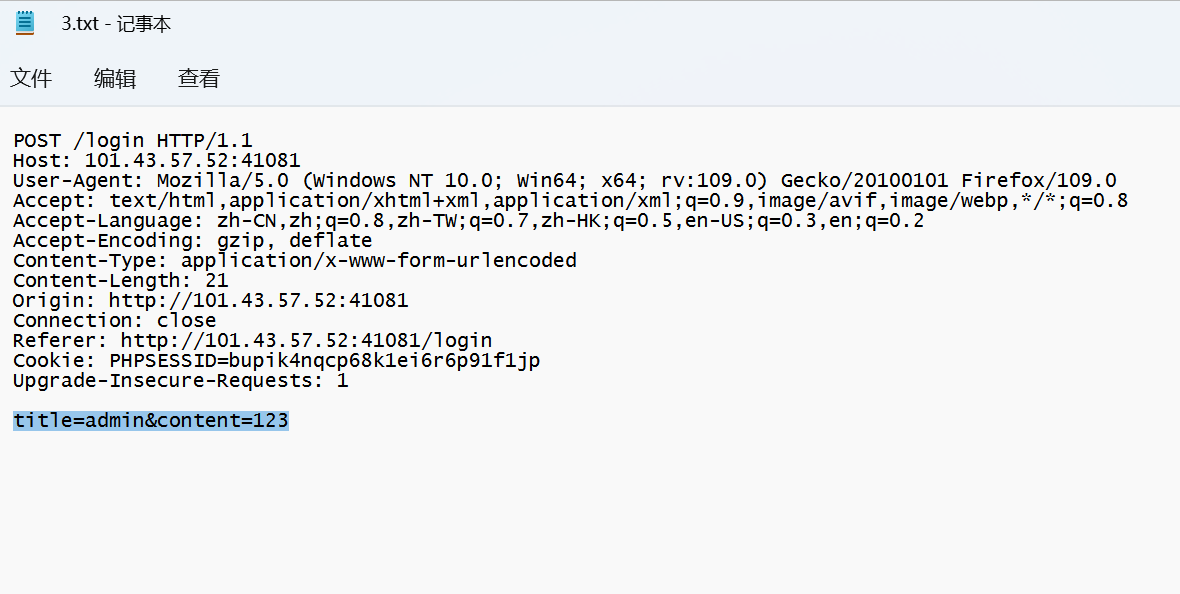 3.txt - 记事本
文件 编辑 查看
POST /login HTTP/1.1
Host: 101.43.57.52:41081
User-Agent: Mozilla/5.0 (Windows NT 10.0; Win64; x64; rv:109.0) Gecko/20100101 Firefox/109.0
Accept: text/html,application/xhtml+xml,application/xml;q=0.9,image/avif,image/webp,*/*;q=0.8
Accept-Language: zh-CN,zh;q=0.8,zh-TW;q=0.7,zh-HK;q=0.5,en-US;q=0.3,en;q=0.2
Accept-Encoding: gzip, deflate
Content-Type: application/x-www-form-urlencoded
Content-Length: 21
Origin: http://101.43.57.52:41081
Connection: close
Referer: http://101.43.57.52:41081/login
Cookie: PHPSESSID=bupik4nqcp68k1ei6r6p91f1jp
Upgrade-Insecure-Requests: 1
title=admin&content=123